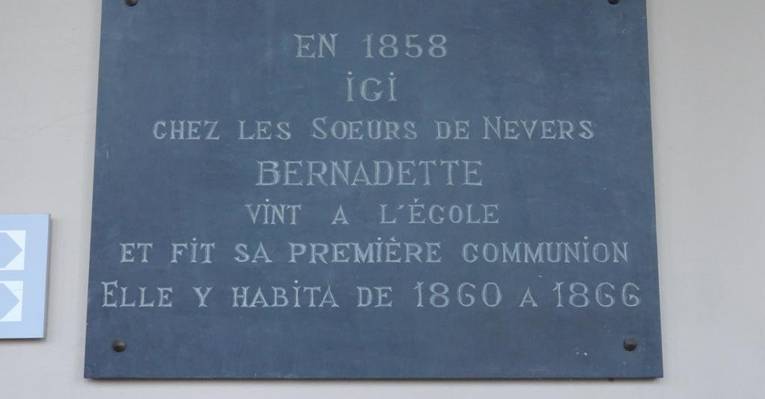 EN 1858
ICI
CHEZ LES SOEURS DE NEVERS
BERNADETTE
VINT A L'ÉCOLE
ET FIT SA PREMIÈRE COMMUNION
ELLE Y HABITA DE 1860 A 1866